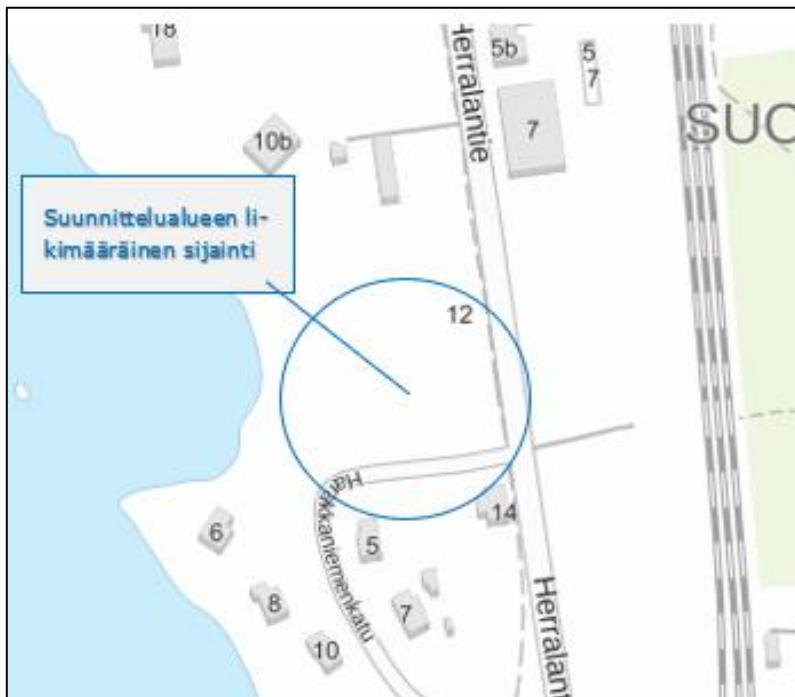 18
5b
5
7
Herralantie
7
SUO
10b
Suunnittelualueen li-
kimääräinen sijainti
12
14
6
5
8
7
10
Herralant